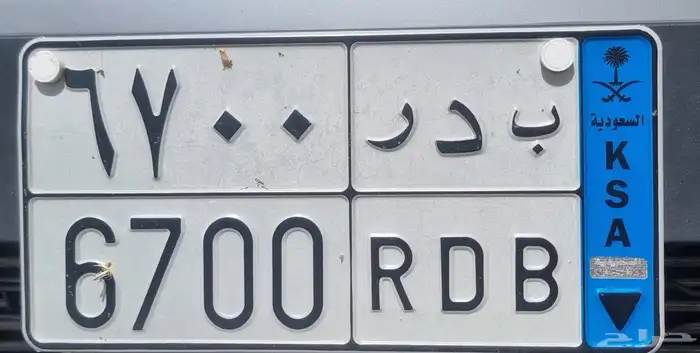 ٦٧٠٠ ب د ر
6700 RDB
السعودية
K
S
A
حراج